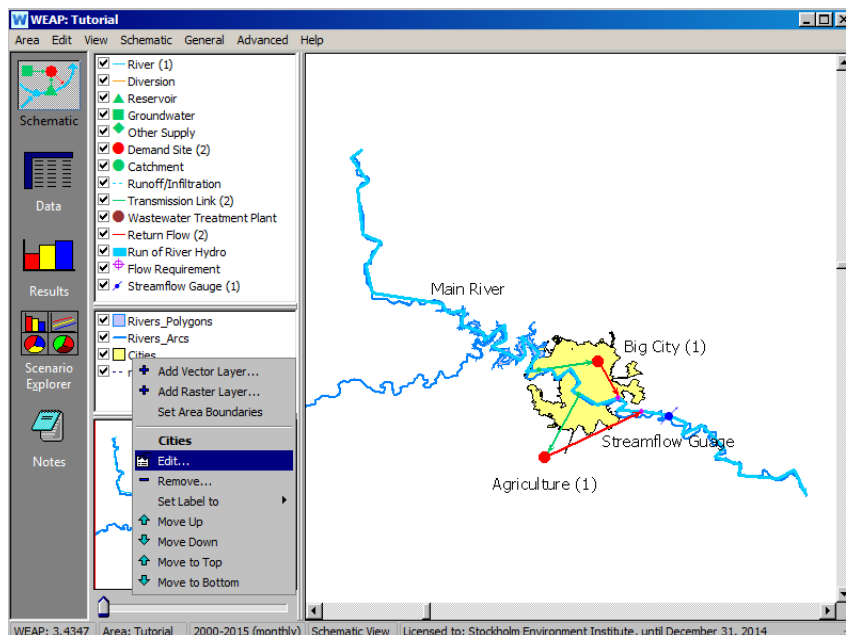 WEAP: Tutorial
Area Edit View Schematic General Advanced Help
Schematic
Data
Results
Scenario
Explorer
Notes
River (1)
Diversion
Reservoir
Groundwater
Other Supply
Demand Site (2)
Catchment
Runoff/Infiltration
Transmission Link (2)
Wastewater Treatment Plant
Return Flow (2)
Run of River Hydro
Flow Requirement
Streamflow Gauge (1)
Rivers_Polygons
Rivers_Arcs
Cities
Add Vector Layer...
Add Raster Layer...
Set Area Boundaries
Cities
Edit...
Remove...
Set Label to
Move Up
Move Down
Move to Top
Move to Bottom
Main River
Big City (1)
Streamflow Guage
Agriculture (1)
WEAP: 3.4347 Area: Tutorial 2000-2015 (monthly) Schematic View Licensed to: Stockholm Environment Institute, until December 31, 2014